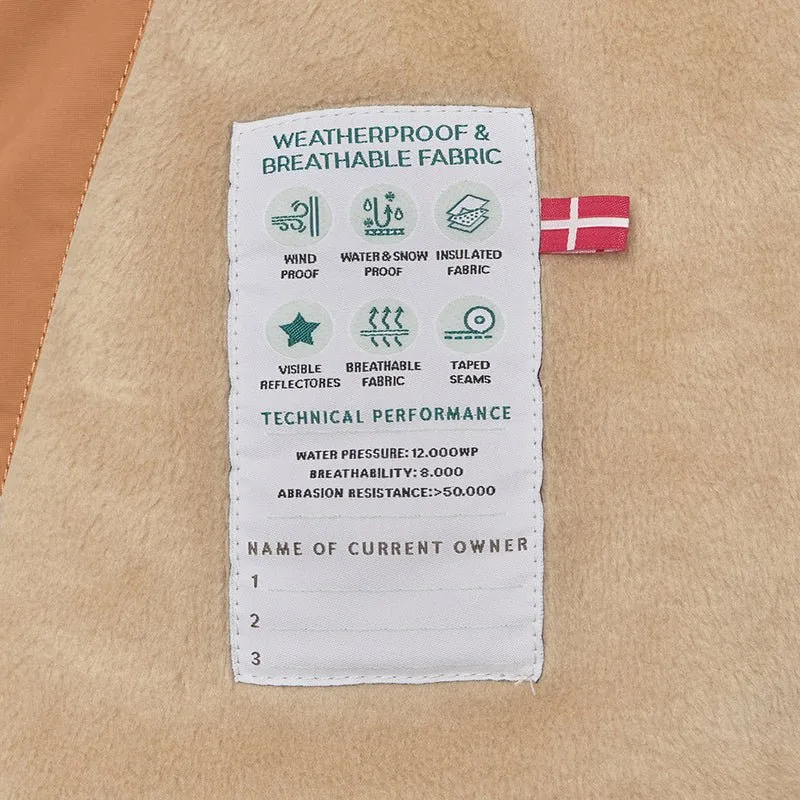 WEATHERPROOF &
BREATHABLE FABRIC
WIND
PROOF
WATER & SNOW
PROOF
INSULATED
FABRIC
VISIBLE
REFLECTORES
BREATHABLE
FABRIC
TAPED
SEAMS
TECHNICAL PERFORMANCE
WATER PRESSURE: 12.000WP
BREATHABILITY: 8.000
ABRASION RESISTANCE:>50.000
NAME OF CURRENT OWNER
1
2
3